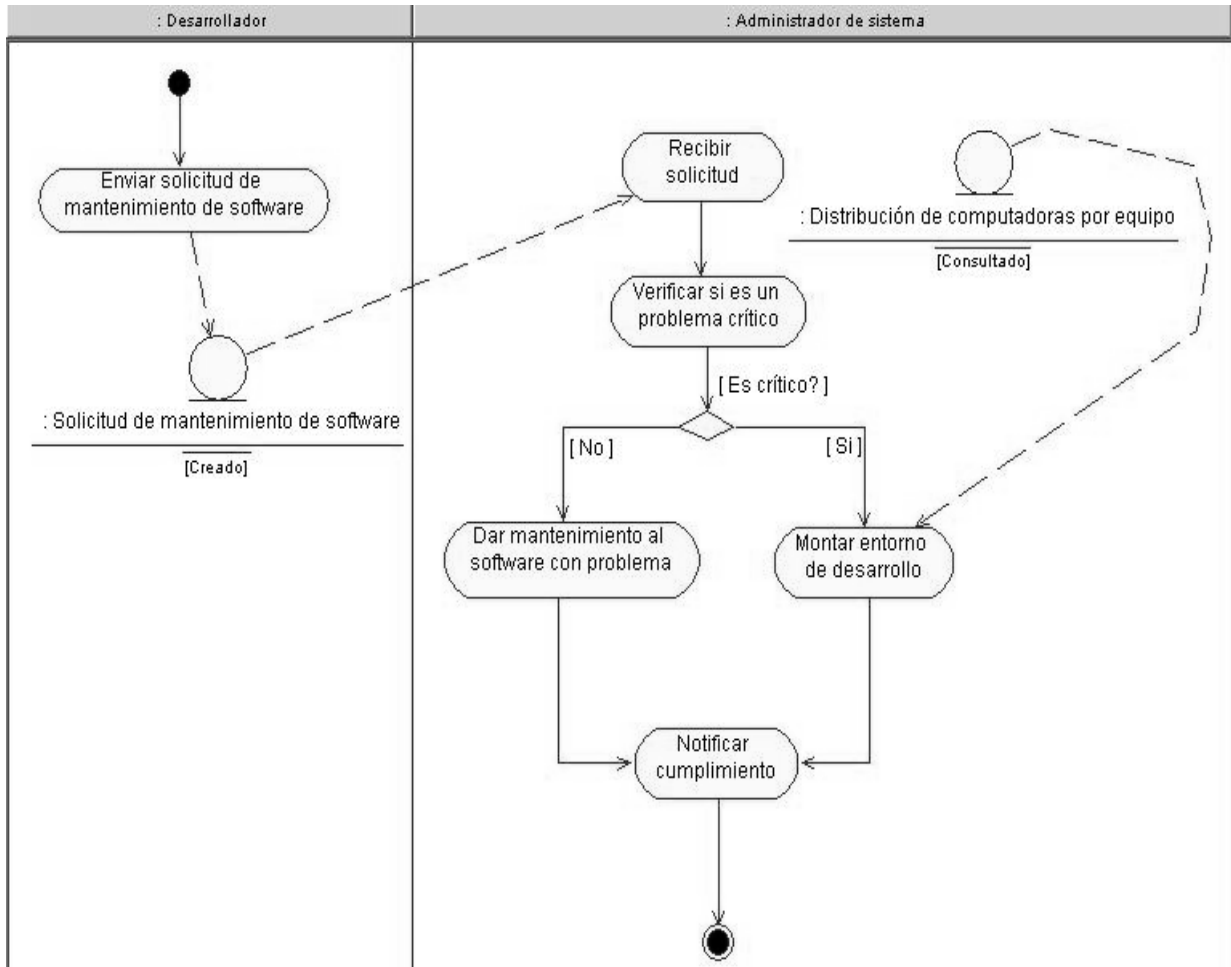 : Desarrollador
: Administrador de sistema
Enviar solicitud de
mantenimiento de software
: Solicitud de mantenimiento de software
[Creado]
Recibir
solicitud
: Distribución de computadoras por equipo
[Consultado]
Verificar si es un
problema crítico
[ Es crítico? ]
[ No ]
[ Si ]
Dar mantenimiento al
software con problema
Montar entorno
de desarrollo
Notificar
cumplimiento